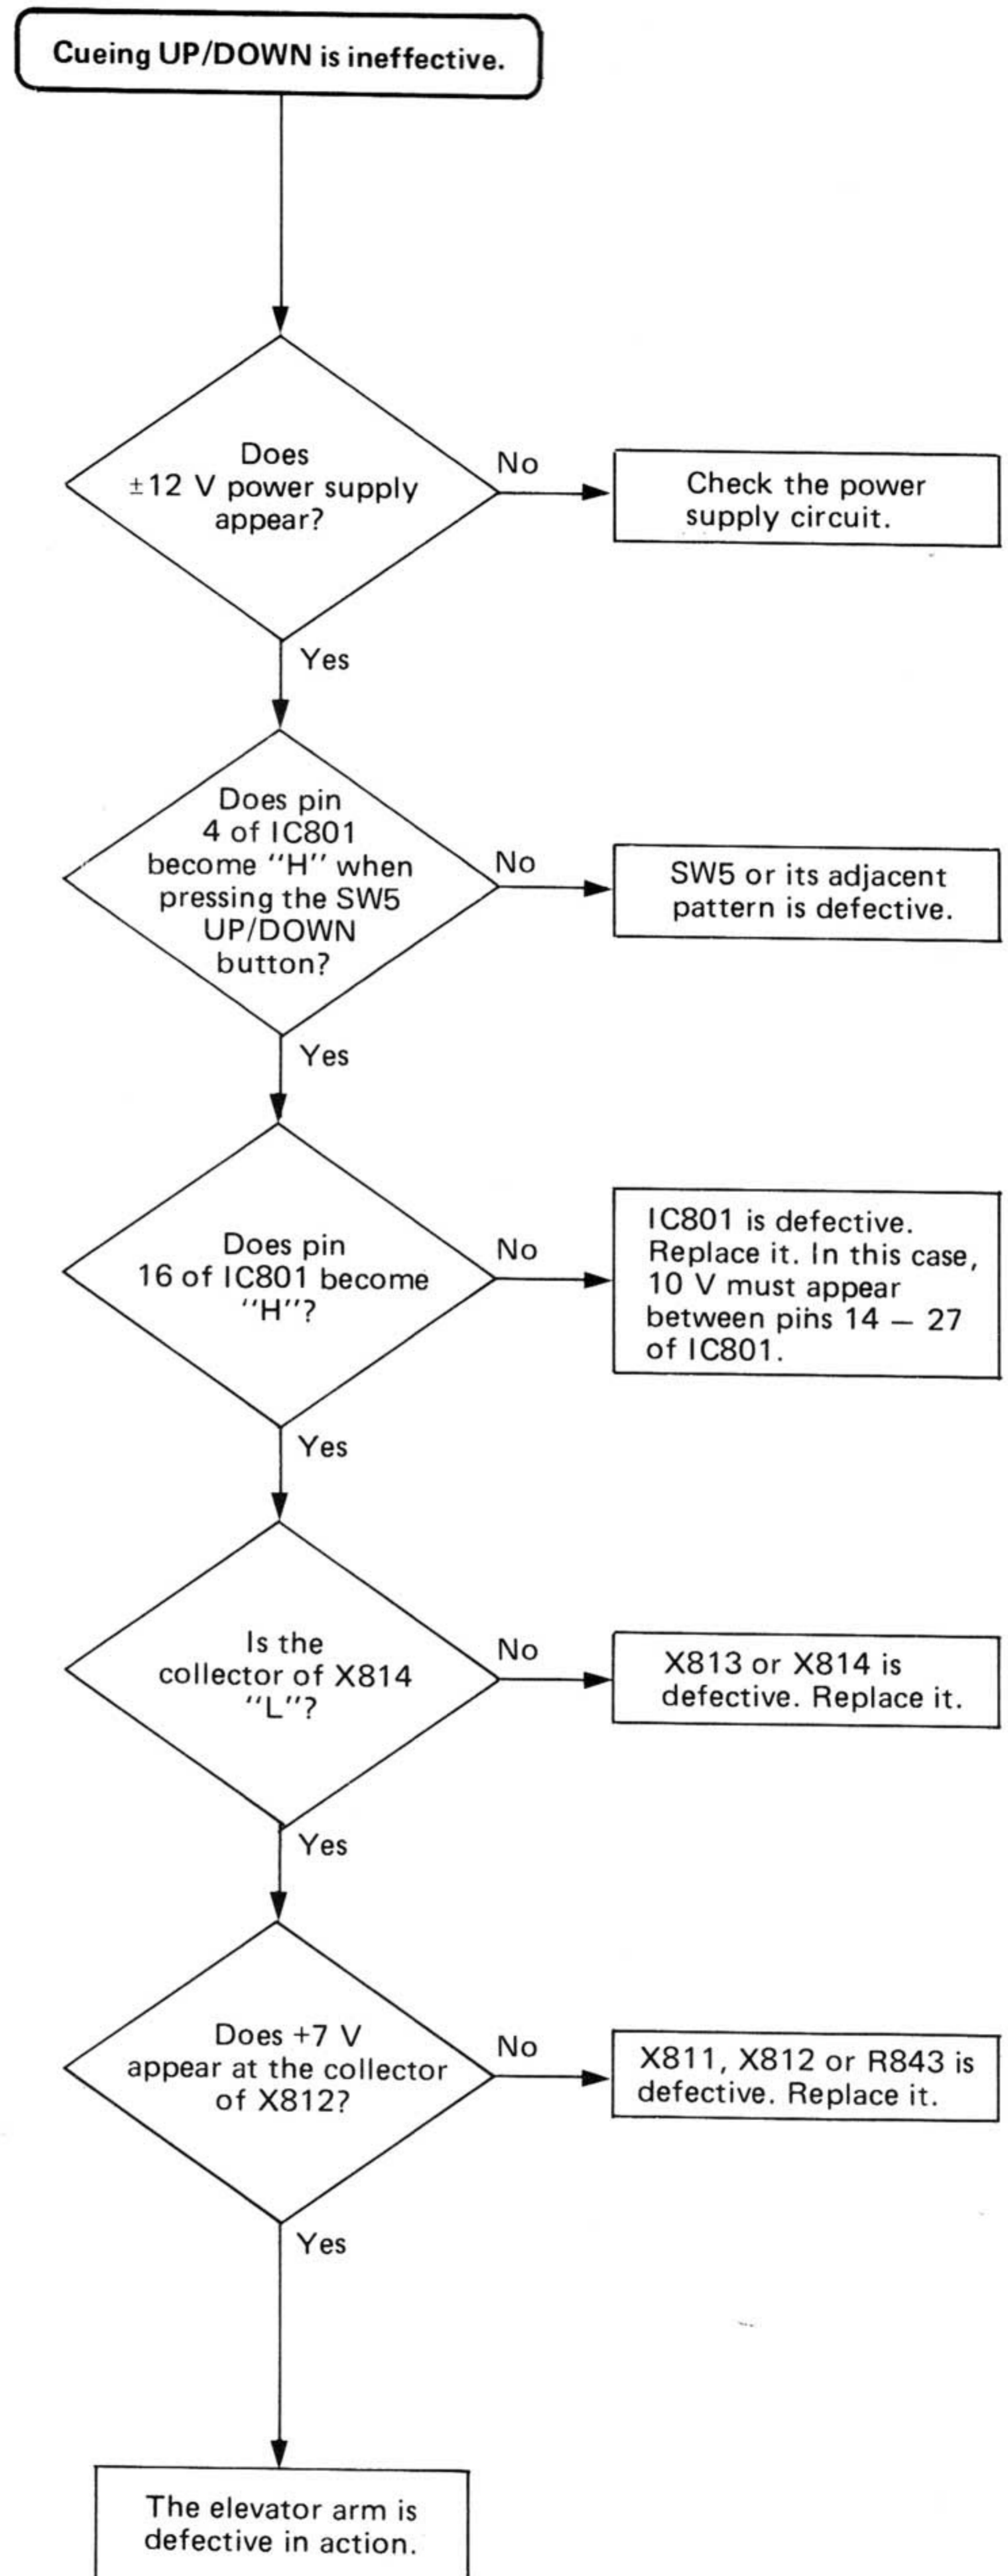 Cueing UP/DOWN is ineffective.
Does
±12 V power supply
appear?
No
Check the power
supply circuit.
Yes
Does pin
4 of IC801
become "H" when
pressing the SW5
UP/DOWN
button?
No
SW5 or its adjacent
pattern is defective.
Yes
Does pin
16 of IC801 become
"H"?
No
IC801 is defective.
Replace it. In this case,
10 V must appear
between pins 14 — 27
of IC801.
Yes
Is the
collector of X814
"L"?
No
X813 or X814 is
defective. Replace it.
Yes
Does +7 V
appear at the collector
of X812?
No
X811, X812 or R843 is
defective. Replace it.
Yes
The elevator arm is
defective in action.